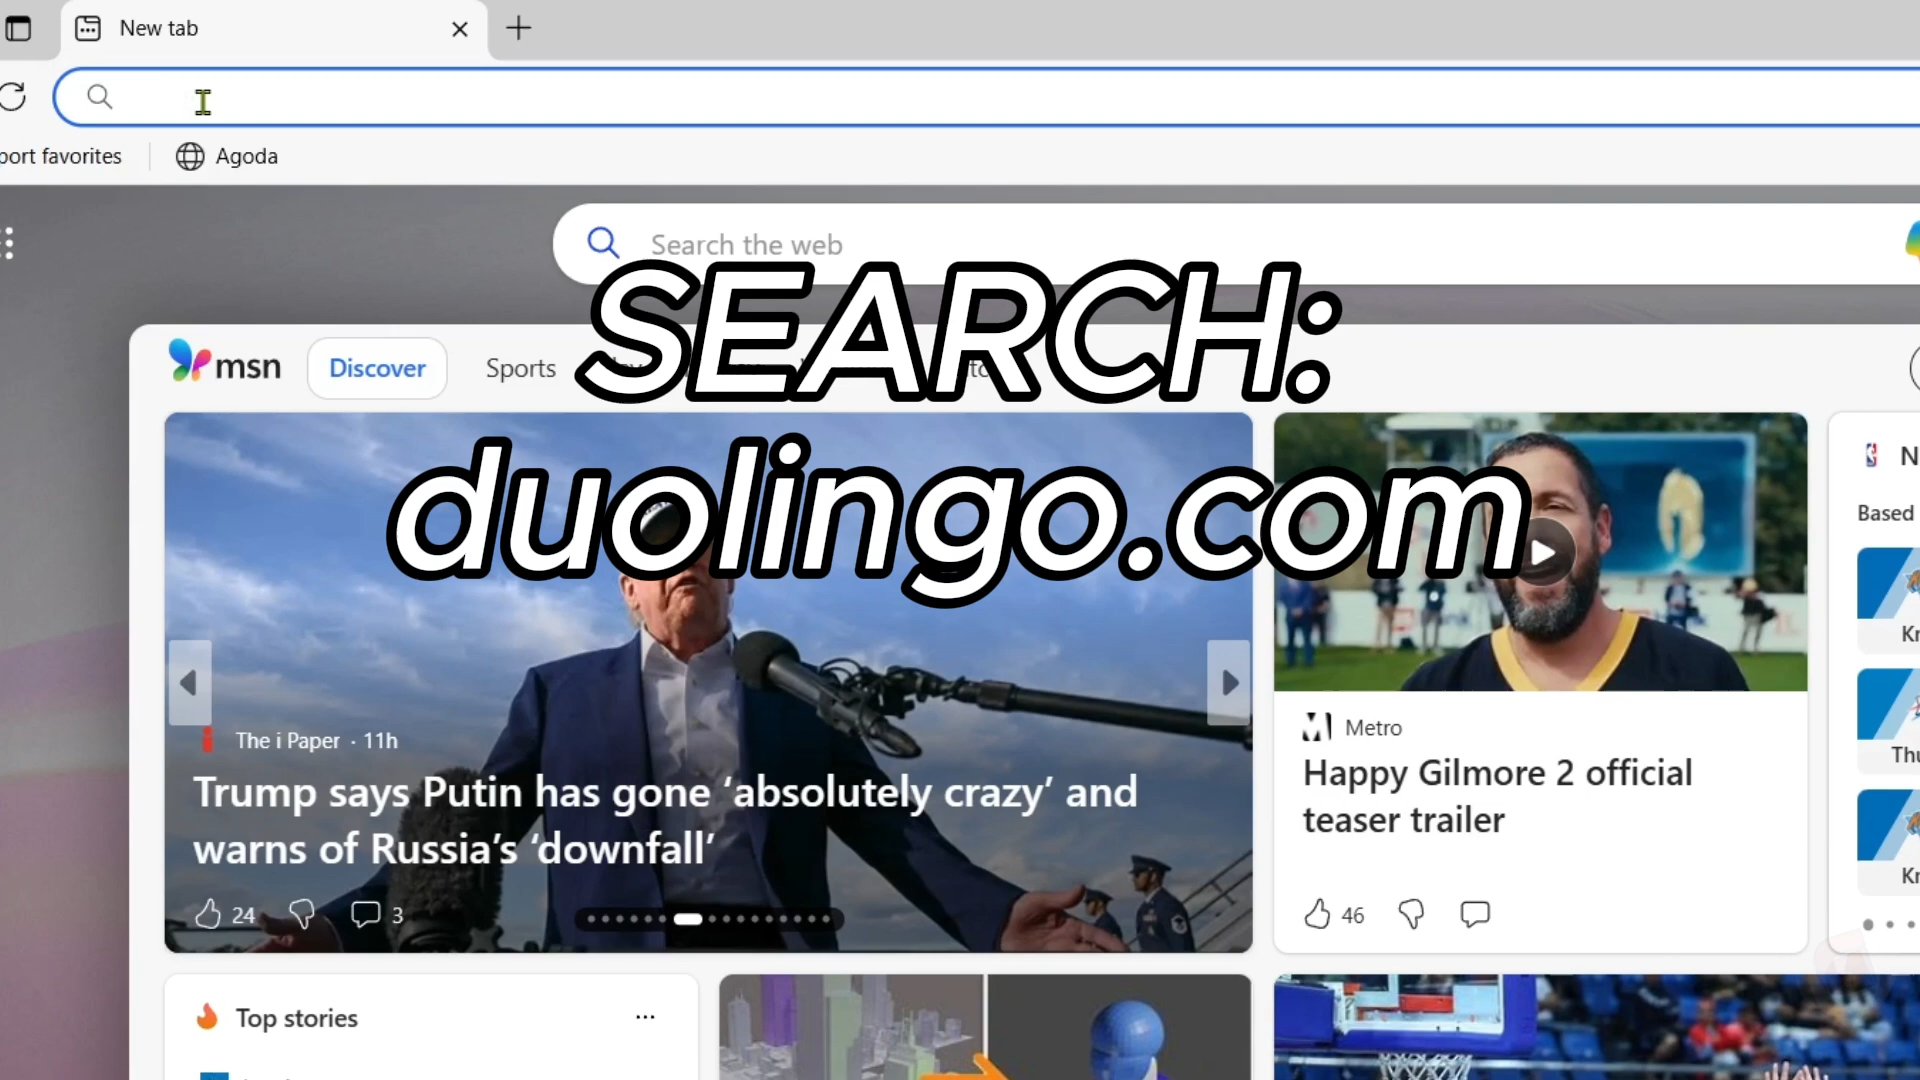 New tab
port favorites
Agoda
Search the web
SEARCH:
duolingo.com
msn
Discover
Sports
The i Paper · 11h
Trump says Putin has gone ‘absolutely crazy’ and
warns of Russia’s ‘downfall’
24
3
Metro
Happy Gilmore 2 official
teaser trailer
46
N
Based
Kr
Thu
Kr
Top stories